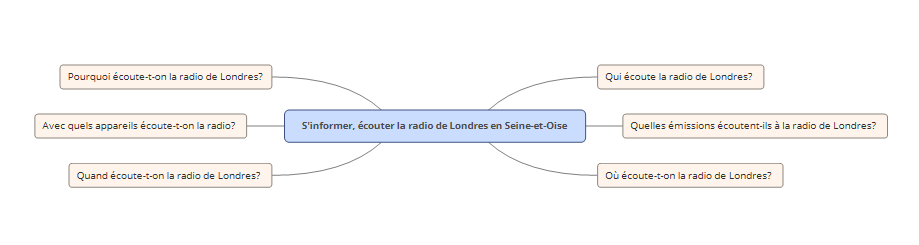 Pourquoi écoute-t-on la radio de Londres?
Qui écoute la radio de Londres?
Avec quels appareils écoute-t-on la radio?
S'informer, écouter la radio de Londres en Seine-et-Oise
Quelles émissions écoutent-ils à la radio de Londres?
Quand écoute-t-on la radio de Londres?
Où écoute-t-on la radio de Londres?